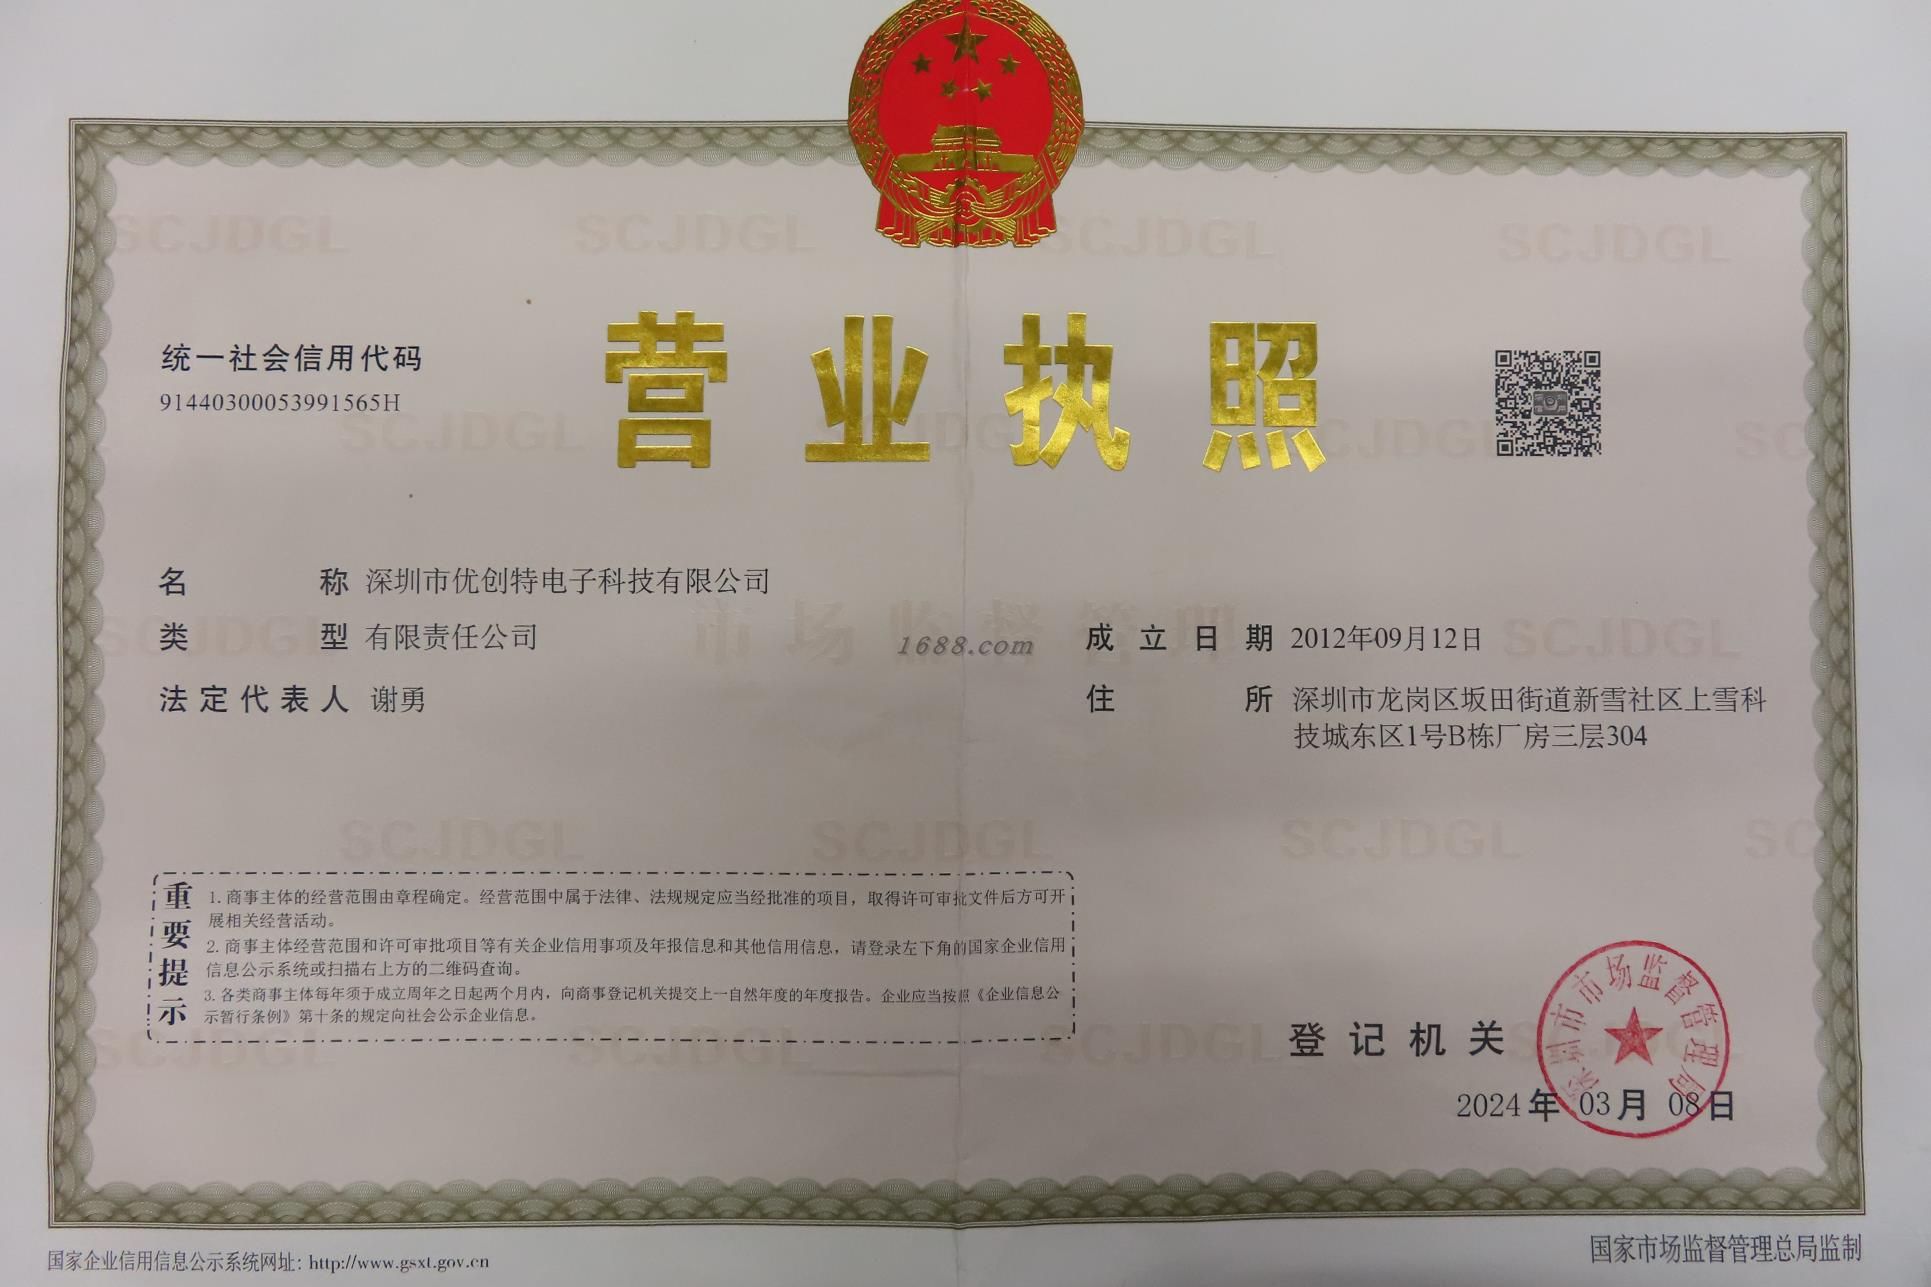 营业执照
统一社会信用代码
91440300053991565H
名称 深圳市优创特电子科技有限公司
类型 有限责任公司
法定代表人 谢勇
成立日期 2012年09月12日
住所 深圳市龙岗区坂田街道新雪社区上雪科
技城东区1号B栋厂房三层304
1688.com
市场监督管理
SCJDGL
重要提示
1. 商事主体的经营范围由章程确定。经营范围中属于法律、法规规定应当经批准的项目，取得许可审批文件后方可开
展相关经营活动。
2. 商事主体经营范围和许可审批项目等有关企业信用事项及年报信息和其他信用信息，请登录左下角的国家企业信用
信息公示系统或扫描右上方的二维码查询。
3. 各类商事主体每年须于成立周年之日起两个月内，向商事登记机关提交上一自然年度的年度报告。企业应当按照《企业信息公
示暂行条例》第十条的规定向社会公示企业信息。
登记机关
深圳市市场监督管理局
2024年03月08日
国家企业信用信息公示系统网址: http://www.gsxt.gov.cn
国家市场监督管理总局监制